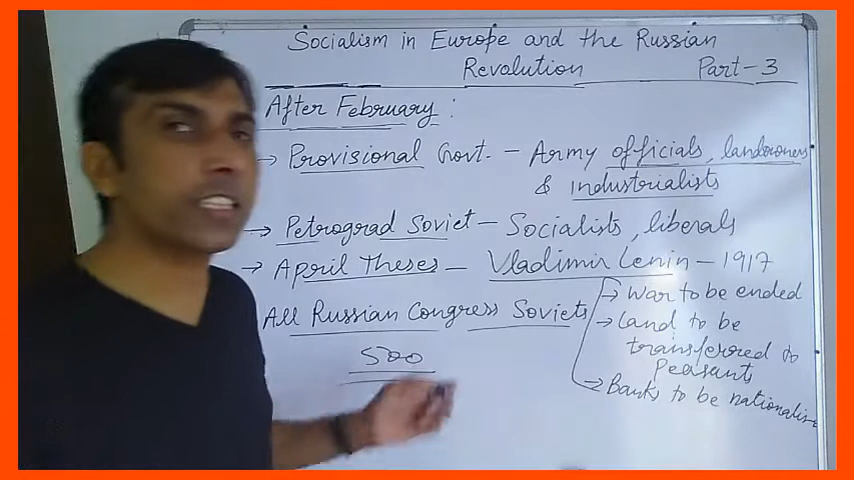 Socialism in Europe and the Russian
Revolution Part-3
After February :
→ Provisional Govt. - Army officials, landowners
& industrialists
→ Petrograd Soviet - Socialists, liberals
→ April Theses - Vladimir Lenin - 1917
→ War to be ended
→ Land to be
transferred to
Peasants
→ Banks to be nationalise
All Russian Congress Soviets
500